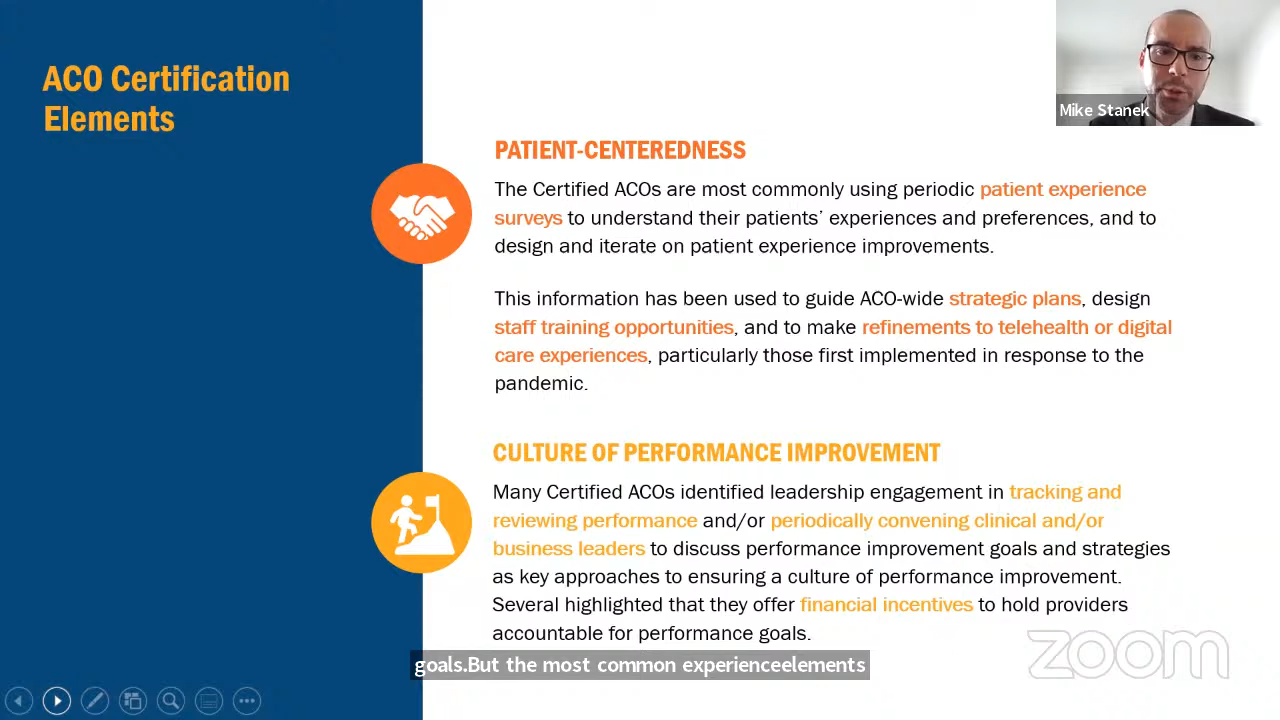 ACO Certification
Elements
Mike Stanek
PATIENT-CENTEREDNESS
The Certified ACOs are most commonly using periodic patient experience
surveys to understand their patients’ experiences and preferences, and to
design and iterate on patient experience improvements.
This information has been used to guide ACO-wide strategic plans, design
staff training opportunities, and to make refinements to telehealth or digital
care experiences, particularly those first implemented in response to the
pandemic.
CULTURE OF PERFORMANCE IMPROVEMENT
Many Certified ACOs identified leadership engagement in tracking and
reviewing performance and/or periodically convening clinical and/or
business leaders to discuss performance improvement goals and strategies
as key approaches to ensuring a culture of performance improvement.
Several highlighted that they offer financial incentives to hold providers
accountable for performance goals.
zoom
goals.But the most common experienceelements